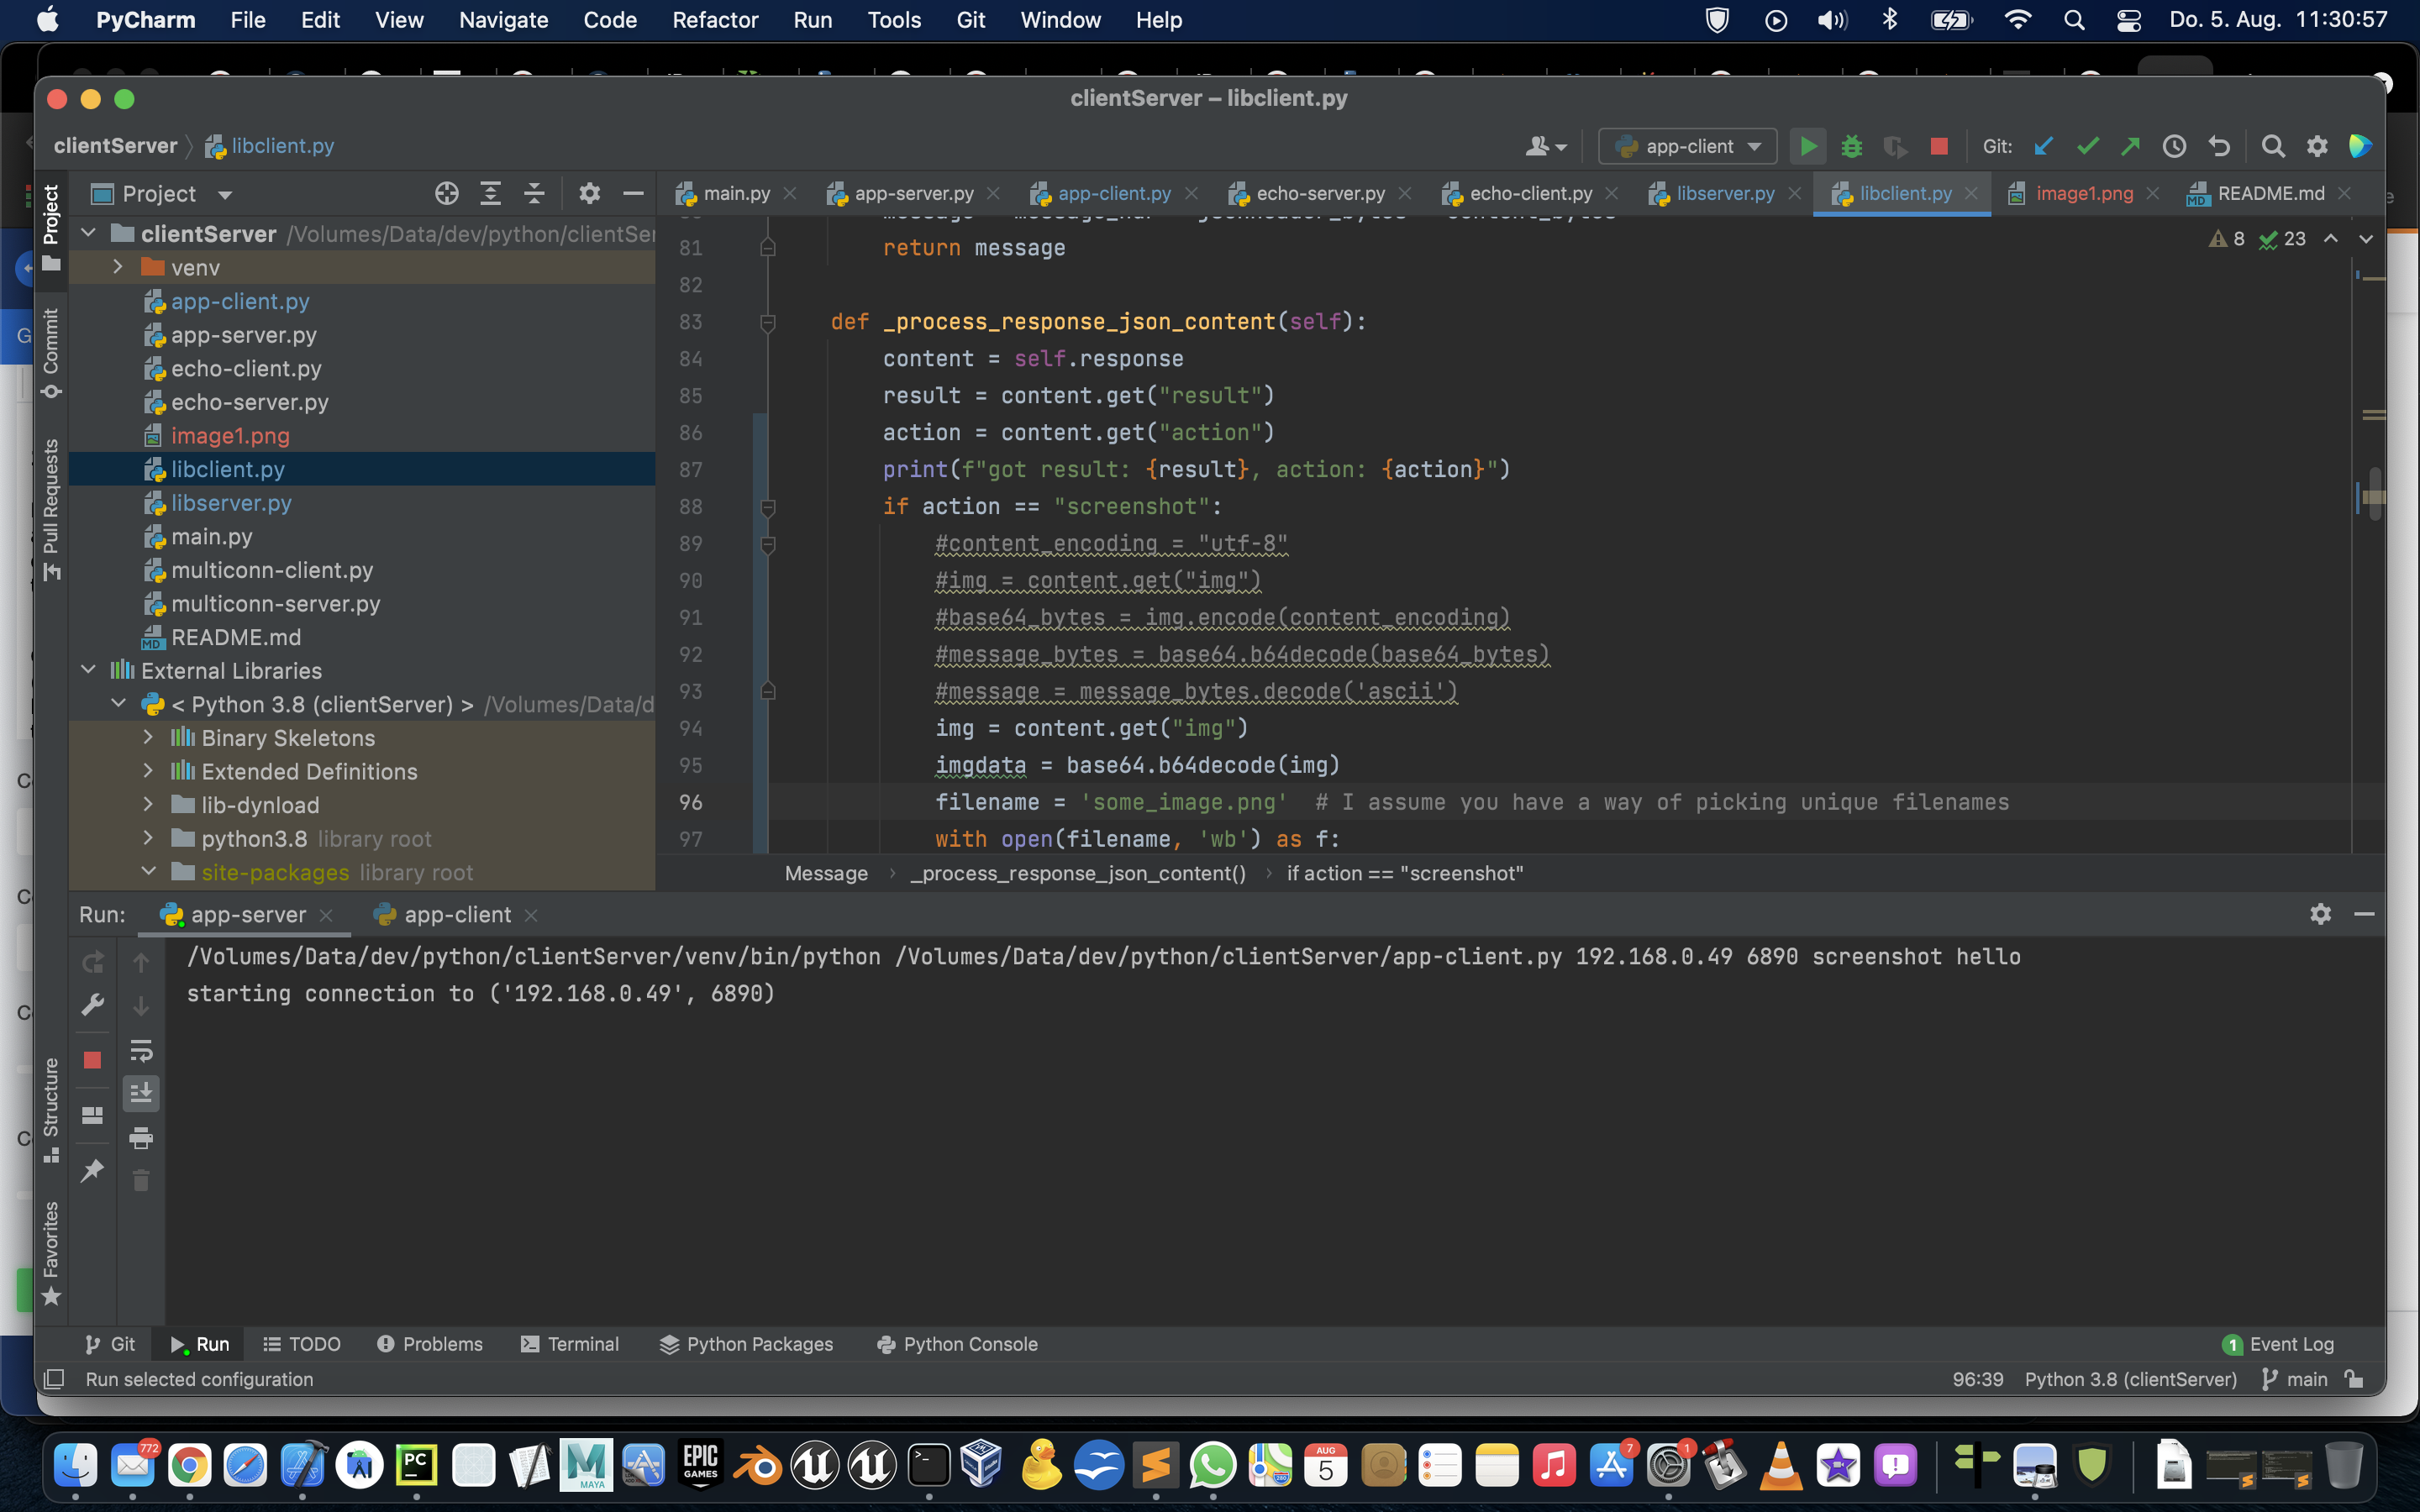 PyCharm File Edit View Navigate Code Refactor Run Tools Git Window Help Do. 5. Aug. 11:30:57
clientServer – libclient.py
clientServer libclient.py app-client Git:
Project main.py app-server.py app-client.py echo-server.py echo-client.py libserver.py libclient.py image1.png README.md
Project
Commit
Pull Requests
Structure
Favorites
clientServer /Volumes/Data/dev/python/clientSer
venv
app-client.py
app-server.py
echo-client.py
echo-server.py
image1.png
libclient.py
libserver.py
main.py
multiconn-client.py
multiconn-server.py
MD README.md
External Libraries
< Python 3.8 (clientServer) > /Volumes/Data/d
Binary Skeletons
Extended Definitions
lib-dynload
python3.8 library root
site-packages library root
8 23
81 return message
82
83 def _process_response_json_content(self):
84 content = self.response
85 result = content.get("result")
86 action = content.get("action")
87 print(f"got result: {result}, action: {action}")
88 if action == "screenshot":
89 #content_encoding = "utf-8"
90 #img = content.get("img")
91 #base64_bytes = img.encode(content_encoding)
92 #message_bytes = base64.b64decode(base64_bytes)
93 #message = message_bytes.decode('ascii')
94 img = content.get("img")
95 imgdata = base64.b64decode(img)
96 filename = 'some_image.png' # I assume you have a way of picking unique filenames
97 with open(filename, 'wb') as f:
Message › _process_response_json_content() › if action == "screenshot"
Run: app-server app-client
/Volumes/Data/dev/python/clientServer/venv/bin/python /Volumes/Data/dev/python/clientServer/app-client.py 192.168.0.49 6890 screenshot hello
starting connection to ('192.168.0.49', 6890)
Git Run TODO Problems Terminal Python Packages Python Console 1 Event Log
Run selected configuration 96:39 Python 3.8 (clientServer) main
772 PC MAYA EPIC GAMES AUG 5 7 1